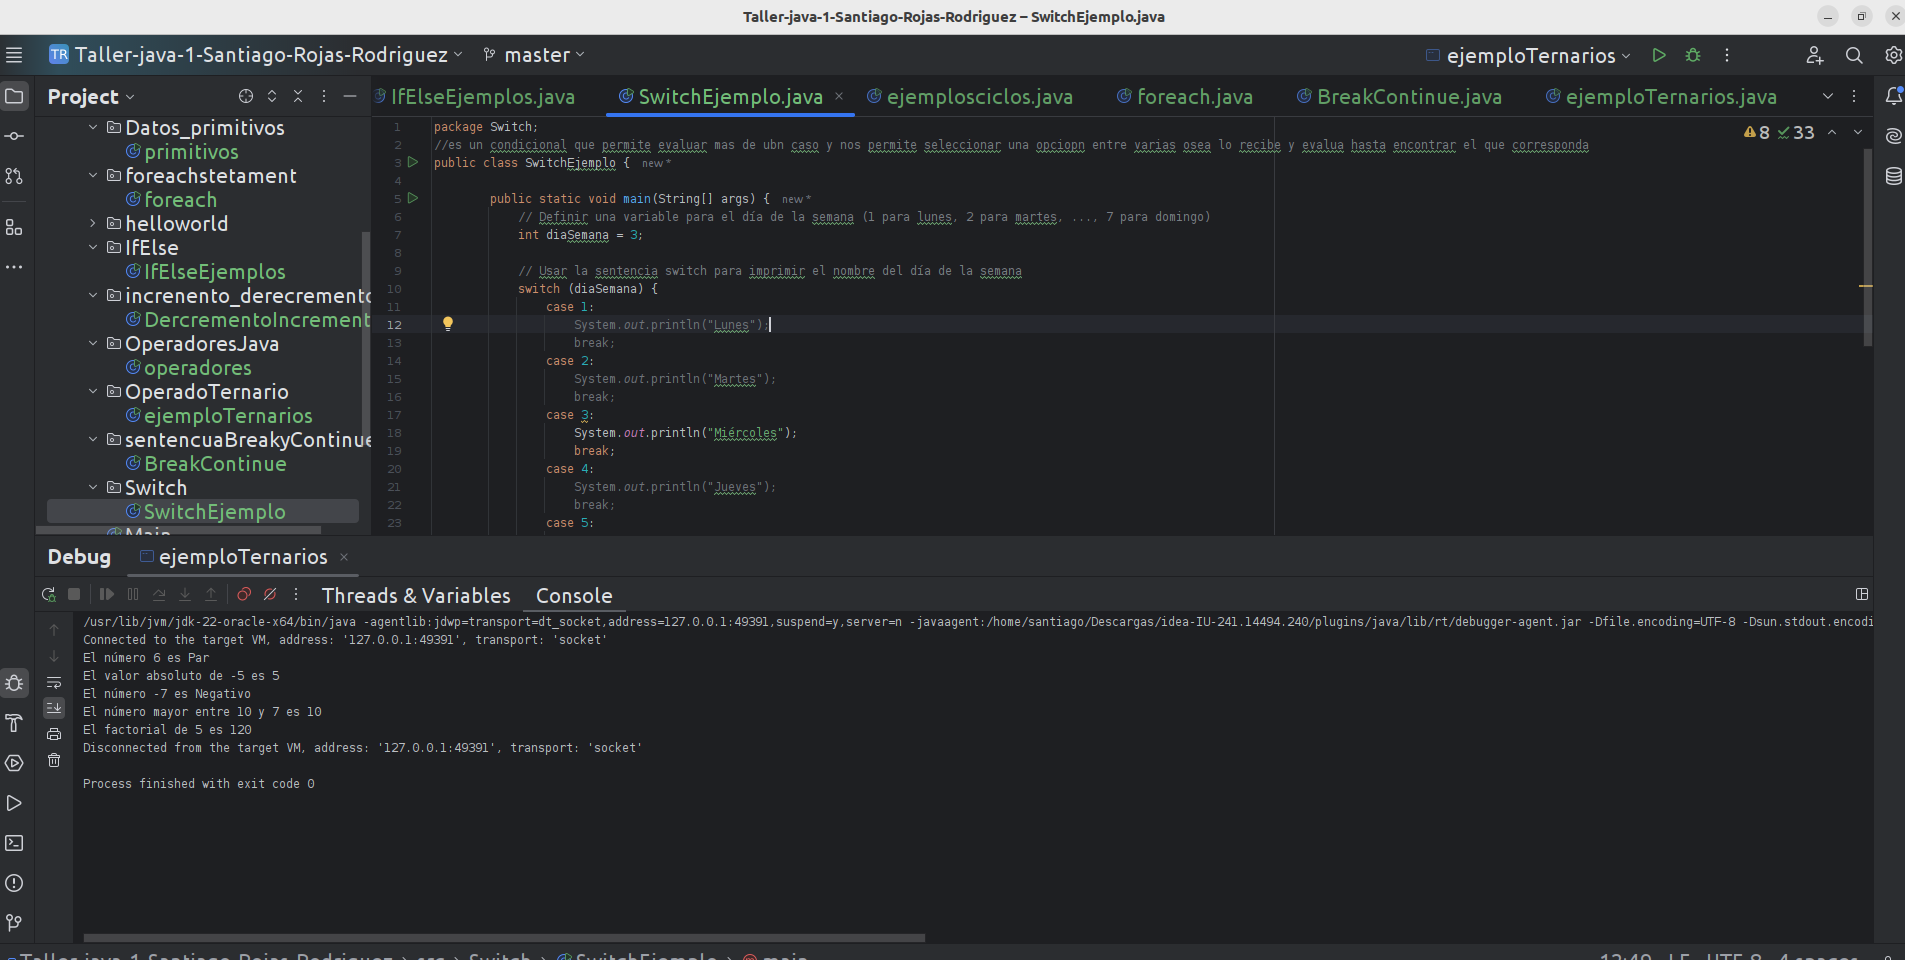 Taller-java-1-Santiago-Rojas-Rodriguez – SwitchEjemplo.java
TR Taller-java-1-Santiago-Rojas-Rodriguez master ejemploTernarios
Project
IfElseEjemplos.java SwitchEjemplo.java ejemplosciclos.java foreach.java BreakContinue.java ejemploTernarios.java
Datos_primitivos
primitivos
foreachstetament
foreach
helloworld
IfElse
IfElseEjemplos
increnento_derecremento
DercrementoIncrement
OperadoresJava
operadores
OperadoTernario
ejemploTernarios
sentencuaBreakyContinue
BreakContinue
Switch
SwitchEjemplo
Main
8 33
1 package Switch;
2 //es un condicional que permite evaluar mas de ubn caso y nos permite seleccionar una opciopn entre varias osea lo recibe y evalua hasta encontrar el que corresponda
3 public class SwitchEjemplo { new *
4
5 public static void main(String[] args) { new *
6 // Definir una variable para el día de la semana (1 para lunes, 2 para martes, ..., 7 para domingo)
7 int diaSemana = 3;
8
9 // Usar la sentencia switch para imprimir el nombre del día de la semana
10 switch (diaSemana) {
11 case 1:
12 System.out.println("Lunes");
13 break;
14 case 2:
15 System.out.println("Martes");
16 break;
17 case 3:
18 System.out.println("Miércoles");
19 break;
20 case 4:
21 System.out.println("Jueves");
22 break;
23 case 5:
Debug ejemploTernarios
Threads & Variables Console
/usr/lib/jvm/jdk-22-oracle-x64/bin/java -agentlib:jdwp=transport=dt_socket,address=127.0.0.1:49391,suspend=y,server=n -javaagent:/home/santiago/Descargas/idea-IU-241.14494.240/plugins/java/lib/rt/debugger-agent.jar -Dfile.encoding=UTF-8 -Dsun.stdout.encodi
Connected to the target VM, address: '127.0.0.1:49391', transport: 'socket'
El número 6 es Par
El valor absoluto de -5 es 5
El número -7 es Negativo
El número mayor entre 10 y 7 es 10
El factorial de 5 es 120
Disconnected from the target VM, address: '127.0.0.1:49391', transport: 'socket'
Process finished with exit code 0
Taller-java-1-Santiago-Rojas-Rodriguez > src > Switch > SwitchEjemplo > main 12:49 LF UTF-8 4 spaces